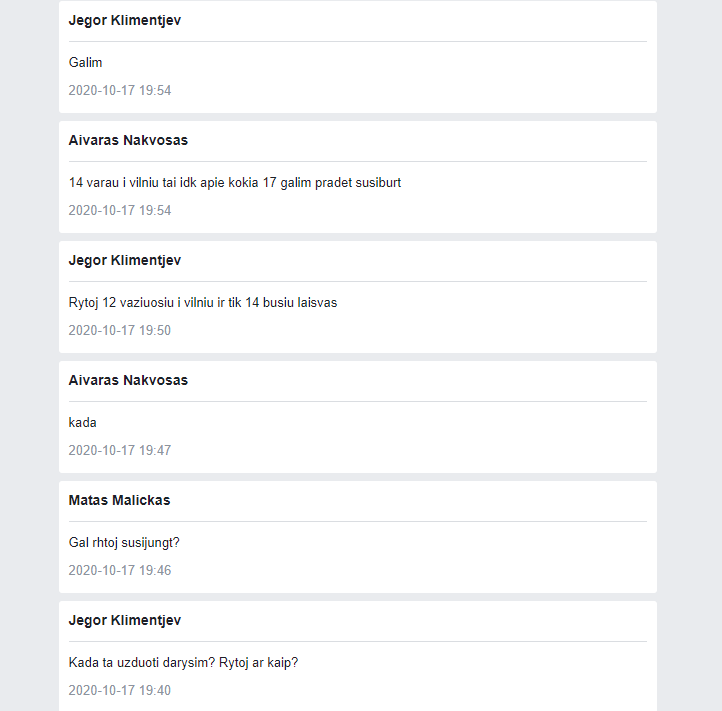 Jegor Klimentjev
Galim
2020-10-17 19:54
Aivaras Nakvosas
14 varau i vilniu tai idk apie kokia 17 galim pradet susiburt
2020-10-17 19:54
Jegor Klimentjev
Rytoj 12 vaziuosiu i vilniu ir tik 14 busiu laisvas
2020-10-17 19:50
Aivaras Nakvosas
kada
2020-10-17 19:47
Matas Malickas
Gal rhtoj susijungt?
2020-10-17 19:46
Jegor Klimentjev
Kada ta uzduoti darysim? Rytoj ar kaip?
2020-10-17 19:40